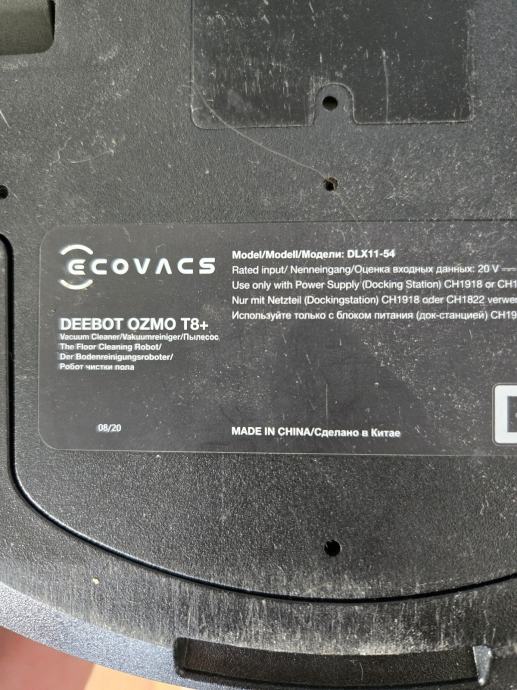 ECOVACS
DEEBOT OZMO T8+
Vacuum Cleaner/Vakuumreiniger/Пылесос
The Floor Cleaning Robot/
Der Bodenreinigungsroboter/
Робот чистки пола
08/20
Model/Modell/Модели: DLX11-54
Rated input/ Nenneingang/Оценка входных данных: 20 V
Use only with Power Supply (Docking Station) CH1918 or
Nur mit Netzteil (Dockingstation) CH1918 oder CH1822
Используйте только с блоком питания (док-станцией)
MADE IN CHINA/Сделано в Китае